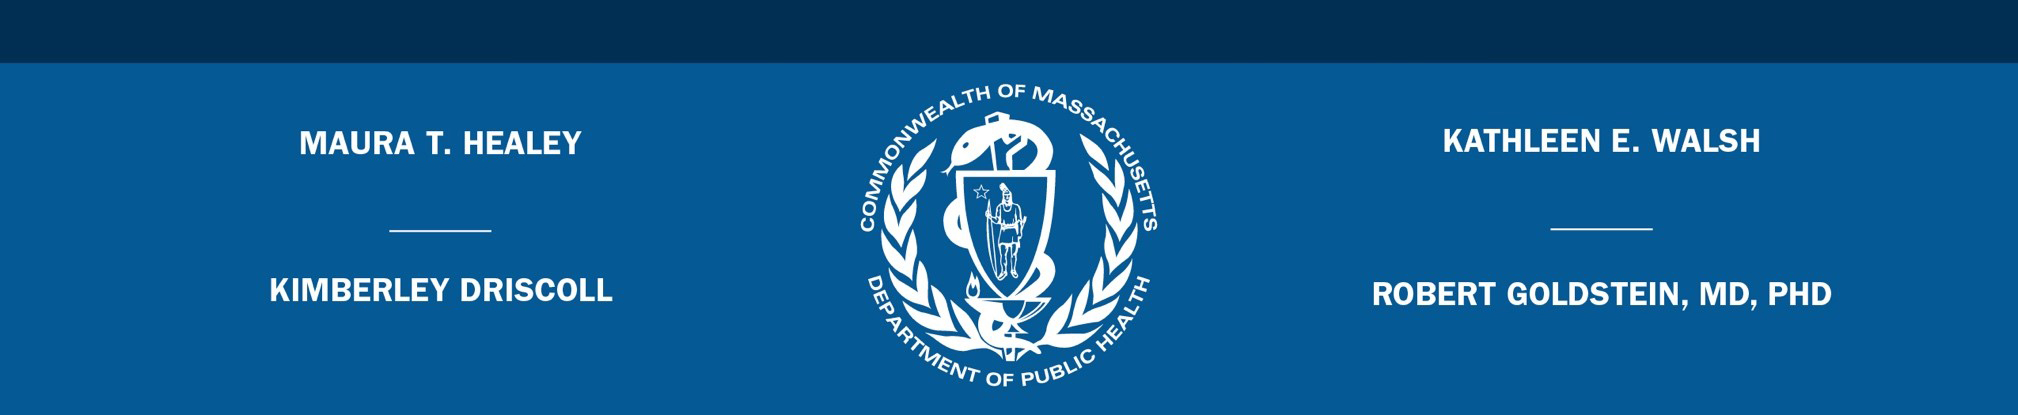 MAURA T. HEALEY
KIMBERLEY DRISCOLL
COMMONWEALTH OF MASSACHUSETTS
DEPARTMENT OF PUBLIC HEALTH
KATHLEEN E. WALSH
ROBERT GOLDSTEIN, MD, PHD